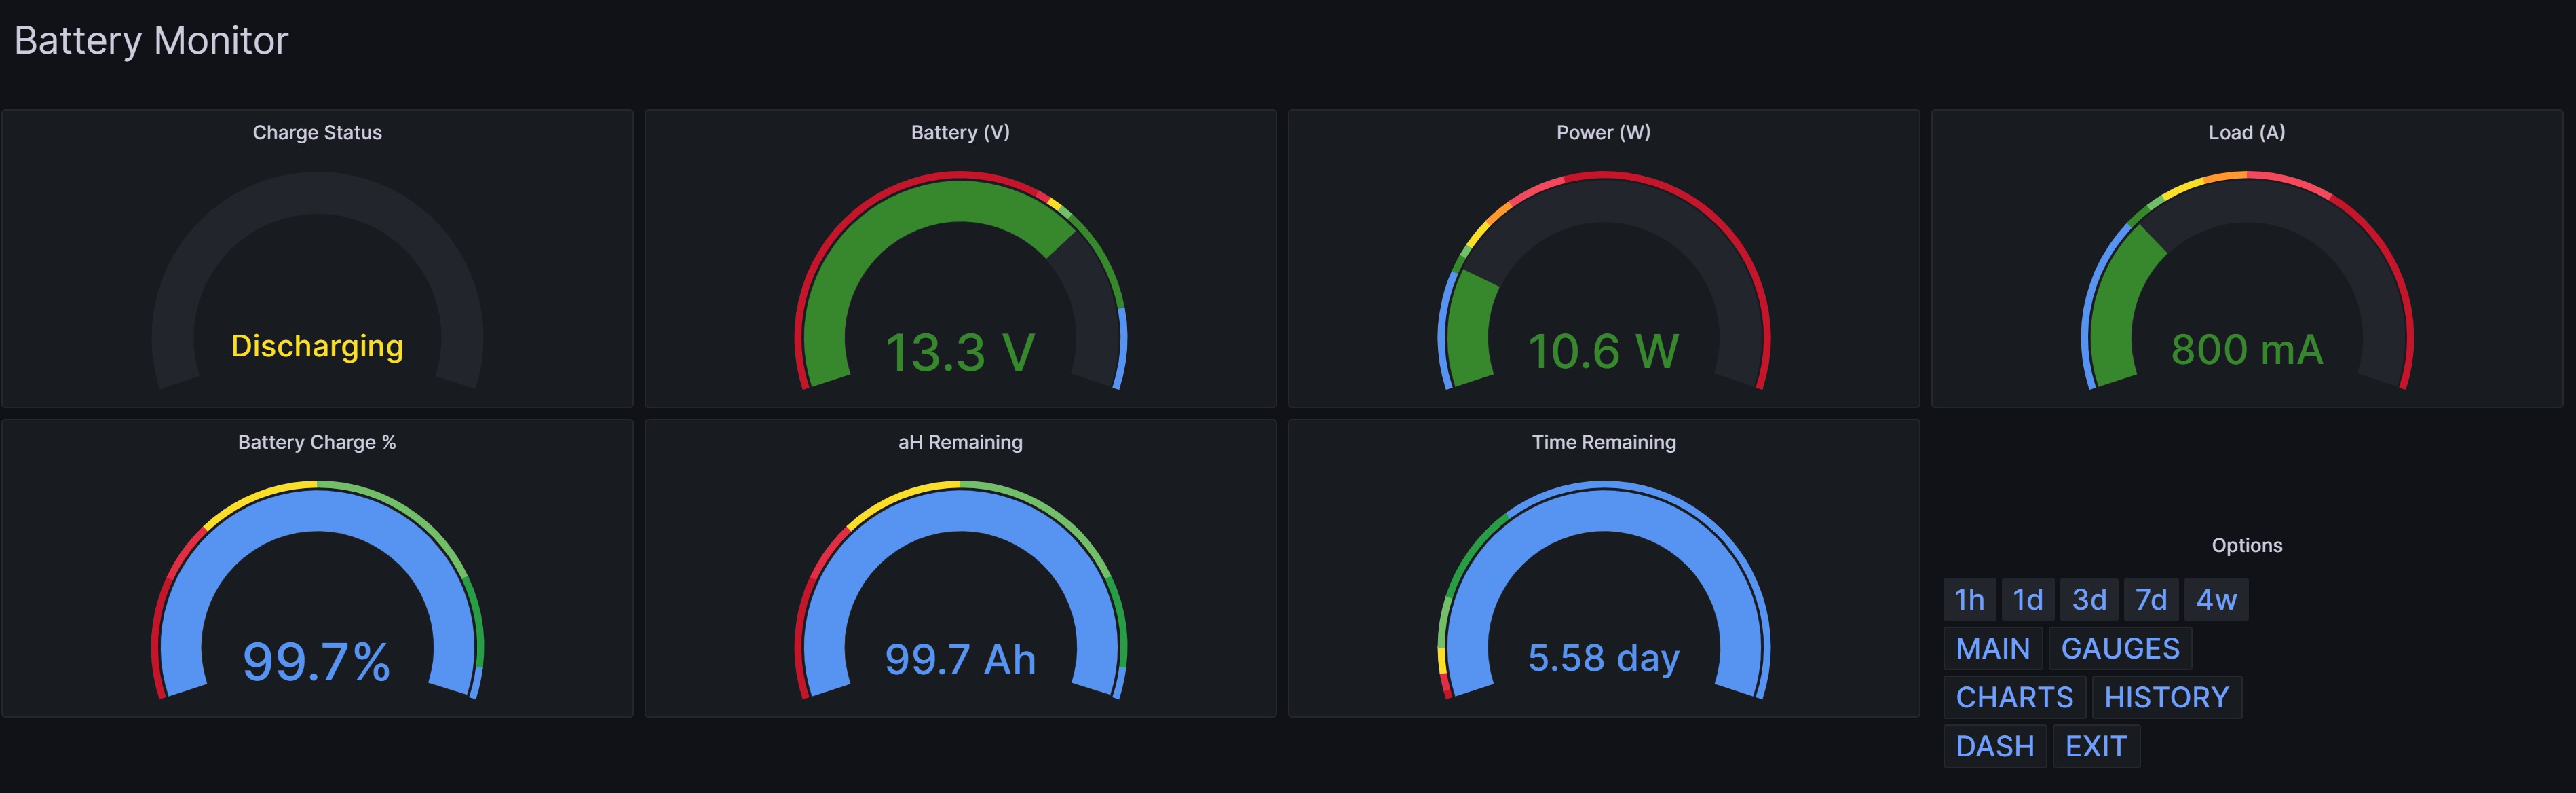 Battery Monitor
Charge Status
Discharging
Battery (V)
13.3 V
Power (W)
10.6 W
Load (A)
800 mA
Battery Charge %
99.7%
aH Remaining
99.7 Ah
Time Remaining
5.58 day
Options
1h 1d 3d 7d 4w
MAIN GAUGES
CHARTS HISTORY
DASH EXIT